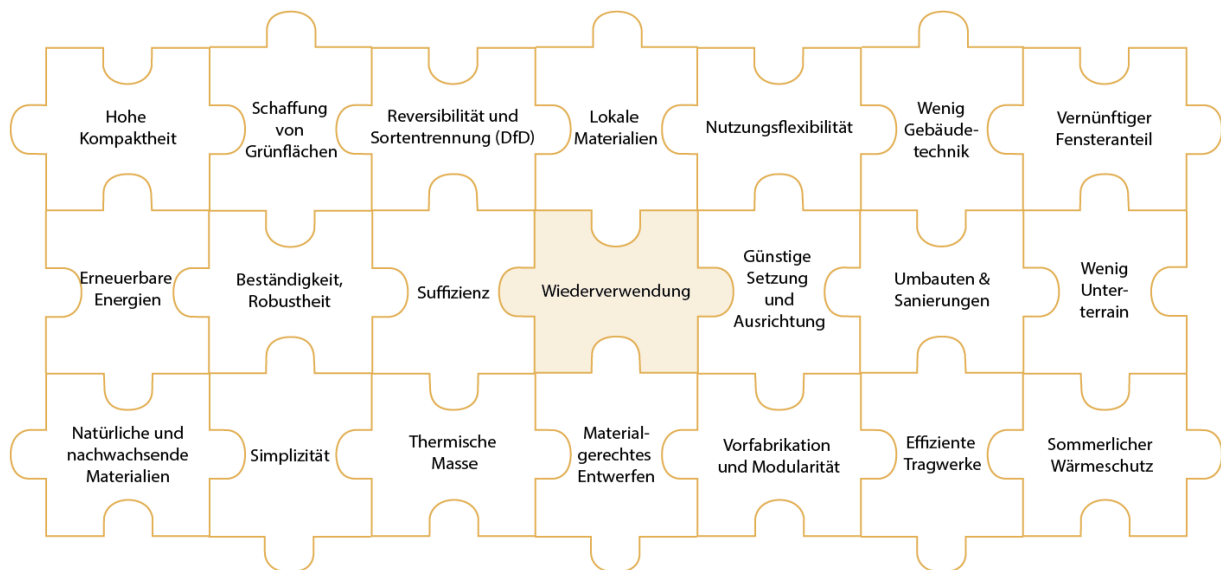 Hohe
Kompaktheit
Schaffung
von
Grünflächen
Reversibilität und
Sortentrennung (DfD)
Lokale
Materialien
Nutzungsflexibilität
Wenig
Gebäude-
technik
Vernünftiger
Fensteranteil
Erneuerbare
Energien
Beständigkeit,
Robustheit
Suffizienz
Wiederverwendung
Günstige
Setzung
und
Ausrichtung
Umbauten &
Sanierungen
Wenig
Unter-
terrain
Natürliche und
nachwachsende
Materialien
Simplizität
Thermische
Masse
Material-
gerechtes
Entwerfen
Vorfabrikation
und Modularität
Effiziente
Tragwerke
Sommerlicher
Wärmeschutz